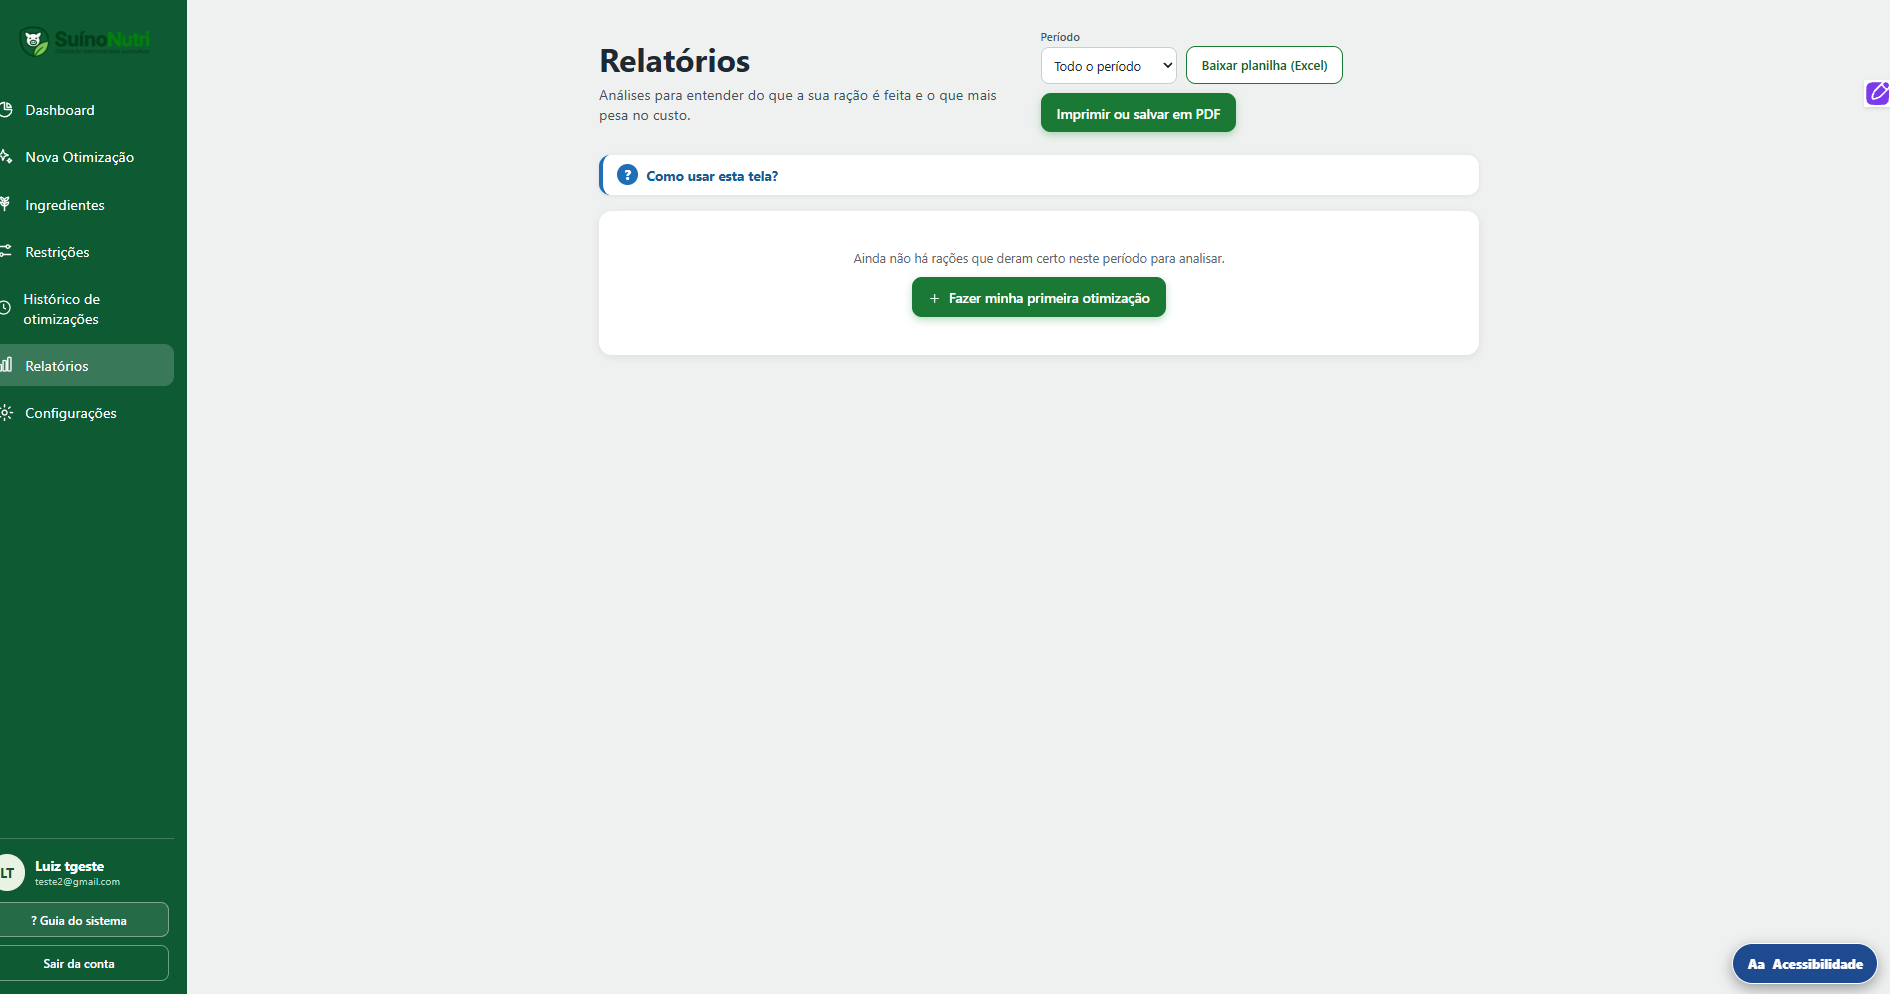 SuínoNutri
Dashboard
Nova Otimização
Ingredientes
Restrições
Histórico de
otimizações
Relatórios
Configurações
LT
Luiz tgeste
teste2@gmail.com
? Guia do sistema
Sair da conta
Relatórios
Análises para entender do que a sua ração é feita e o que mais
pesa no custo.
Período
Todo o período
Baixar planilha (Excel)
Imprimir ou salvar em PDF
? Como usar esta tela?
Ainda não há rações que deram certo neste período para analisar.
+ Fazer minha primeira otimização
Aa Acessibilidade